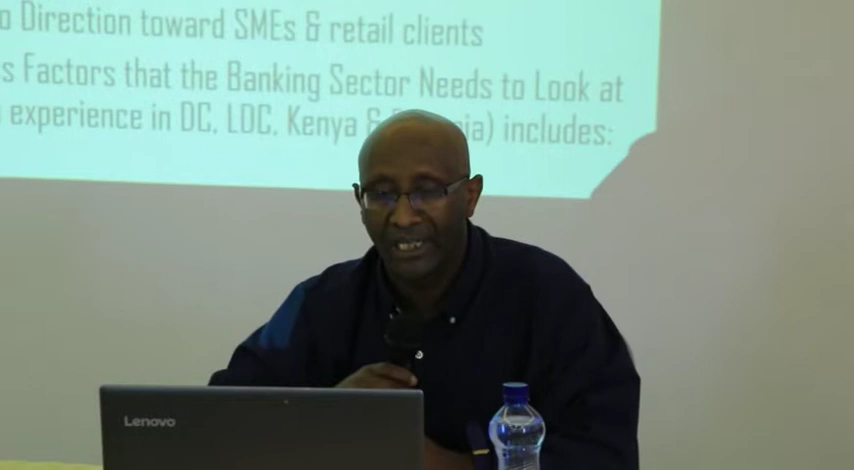 o Direction toward SMEs & retail clients
s Factors that the Banking Sector Needs to Look at
experience in DC, LDC, Kenya & includes:
Lenovo